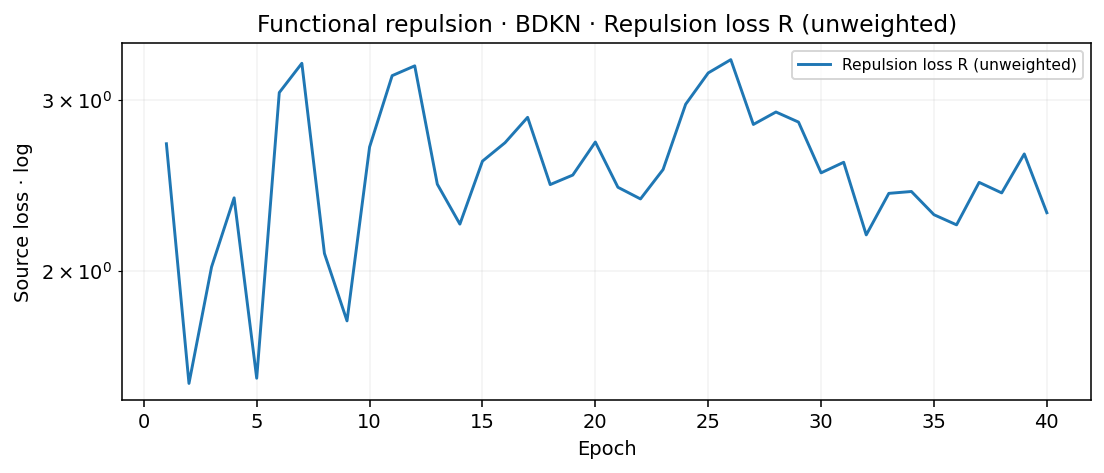 Functional repulsion · BDKN · Repulsion loss R (unweighted)
Repulsion loss R (unweighted)
Source loss · log
3 × 10⁰
2 × 10⁰
0 5 10 15 20 25 30 35 40
Epoch